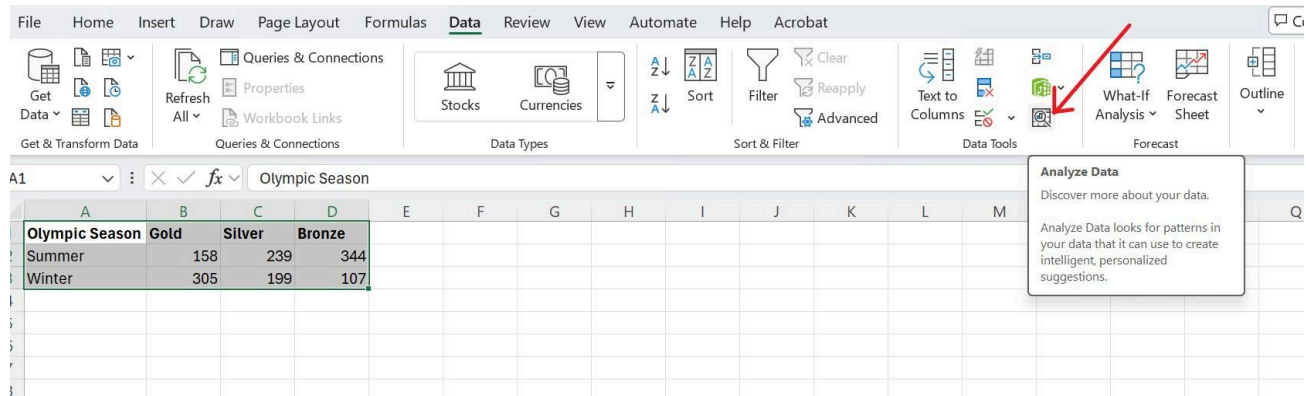 File Home Insert Draw Page Layout Formulas Data Review View Automate Help Acrobat
Get Data
Refresh All
Queries & Connections
Properties
Workbook Links
Stocks
Currencies
Sort
Filter
Clear
Reapply
Advanced
Text to Columns
What-If Analysis
Forecast Sheet
Outline
Get & Transform Data Queries & Connections Data Types Sort & Filter Data Tools Forecast
A1 fx Olympic Season
A B C D E F G H I J K L M Q
Olympic Season Gold Silver Bronze
Summer 158 239 344
Winter 305 199 107
Analyze Data
Discover more about your data.
Analyze Data looks for patterns in
your data that it can use to create
intelligent, personalized
suggestions.